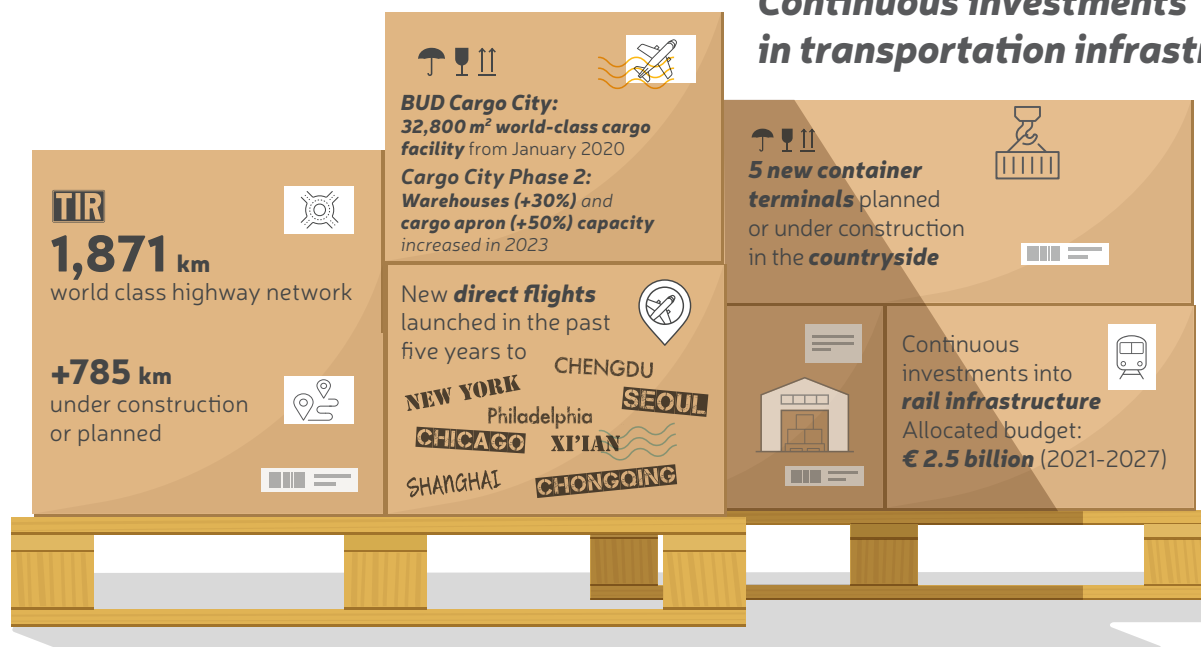 Continuous investments
in transportation infrast
TIR
1,871 km
world class highway network
+785 km
under construction
or planned
BUD Cargo City:
32,800 m² world-class cargo
facility from January 2020
Cargo City Phase 2:
Warehouses (+30%) and
cargo apron (+50%) capacity
increased in 2023
New direct flights
launched in the past
five years to
CHENGDU
NEW YORK
SEOUL
Philadelphia
CHICAGO
XI'IAN
SHANGHAI
CHONGOING
5 new container
terminals planned
or under construction
in the countryside
Continuous
investments into
rail infrastructure
Allocated budget:
€ 2.5 billion (2021-2027)